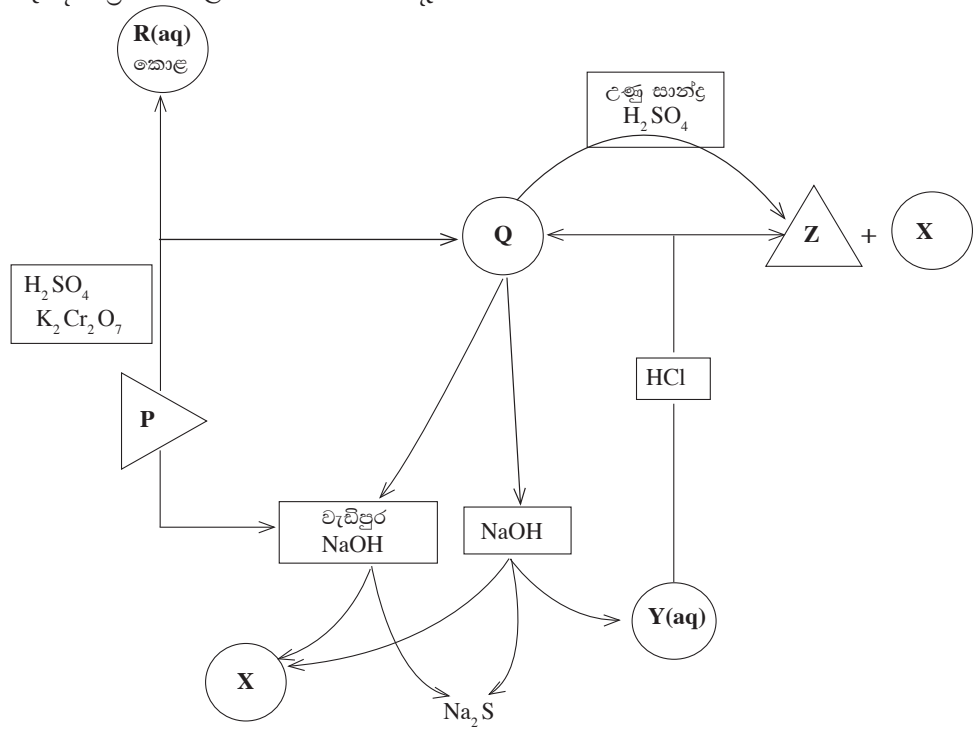 R(aq)
කොළ
උණු සාන්ද්‍ර
H₂SO₄
Q
Z + X
H₂SO₄
K₂Cr₂O₇
HCl
P
වැඩිපුර
NaOH
NaOH
Y(aq)
X
Na₂S